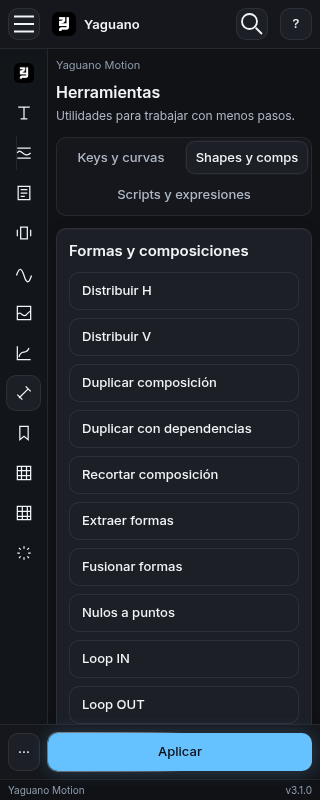 Yaguano
?
Yaguano Motion
Herramientas
Utilidades para trabajar con menos pasos.
Keys y curvas
Shapes y comps
Scripts y expresiones
Formas y composiciones
Distribuir H
Distribuir V
Duplicar composición
Duplicar con dependencias
Recortar composición
Extraer formas
Fusionar formas
Nulos a puntos
Loop IN
Loop OUT
...
Aplicar
Yaguano Motion
v3.1.0